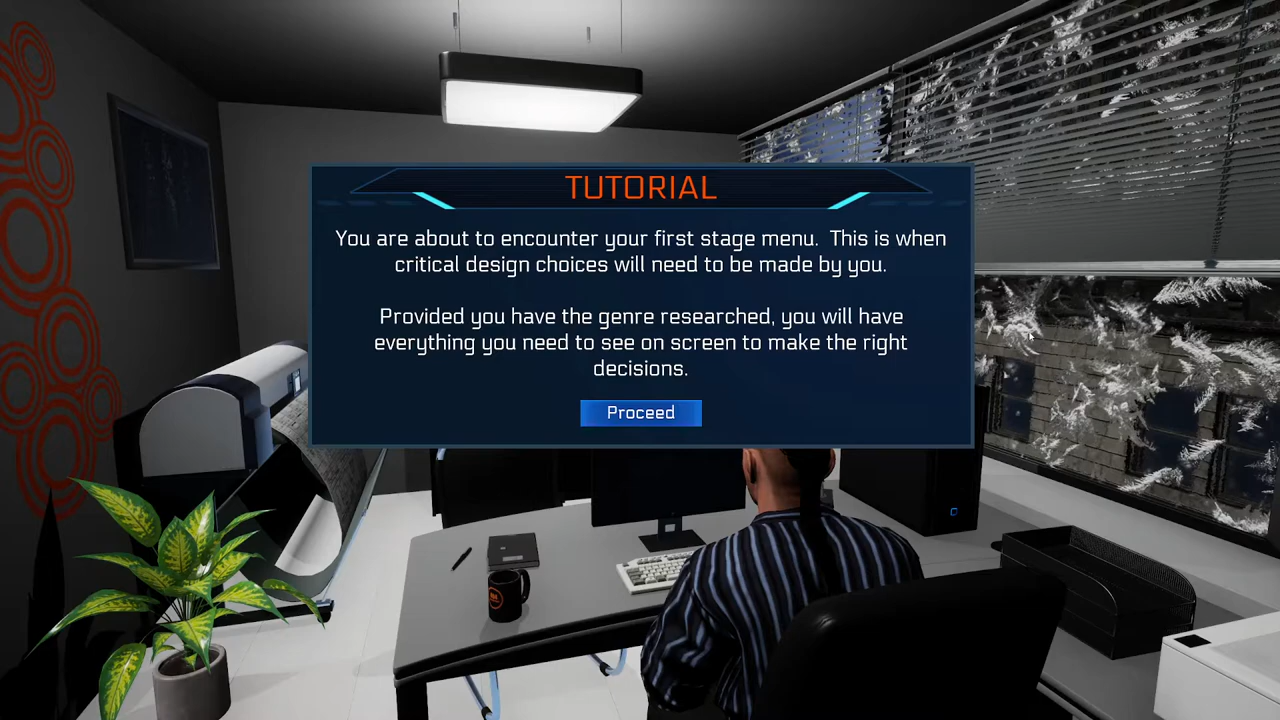 TUTORIAL
You are about to encounter your first stage menu.  This is when
critical design choices will need to be made by you.
Provided you have the genre researched, you will have
everything you need to see on screen to make the right
decisions.
Proceed